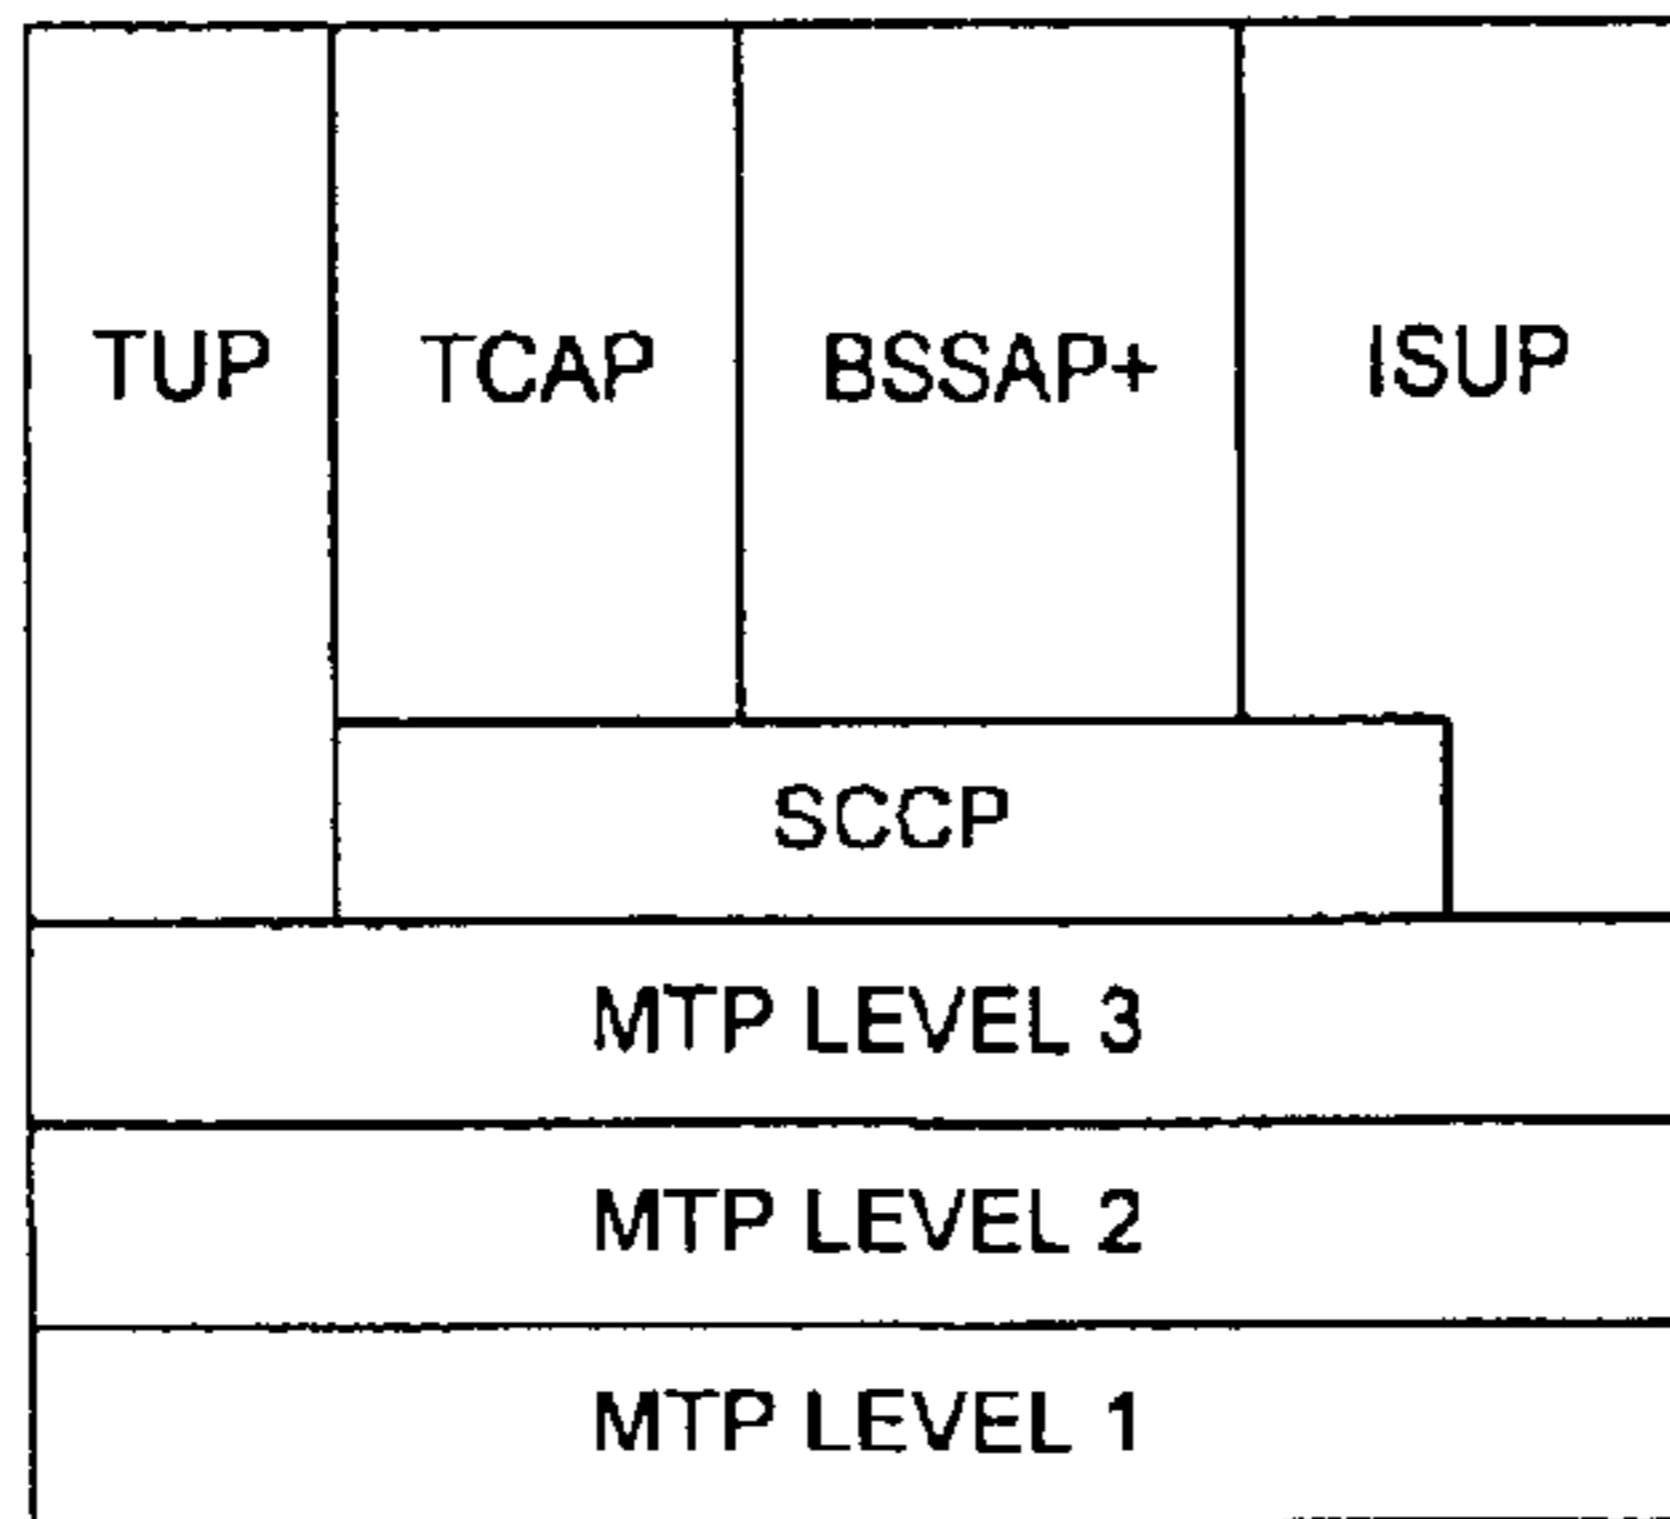 TUP
TCAP
BSSAP+
ISUP
SCCP
MTP LEVEL 3
MTP LEVEL 2
MTP LEVEL 1